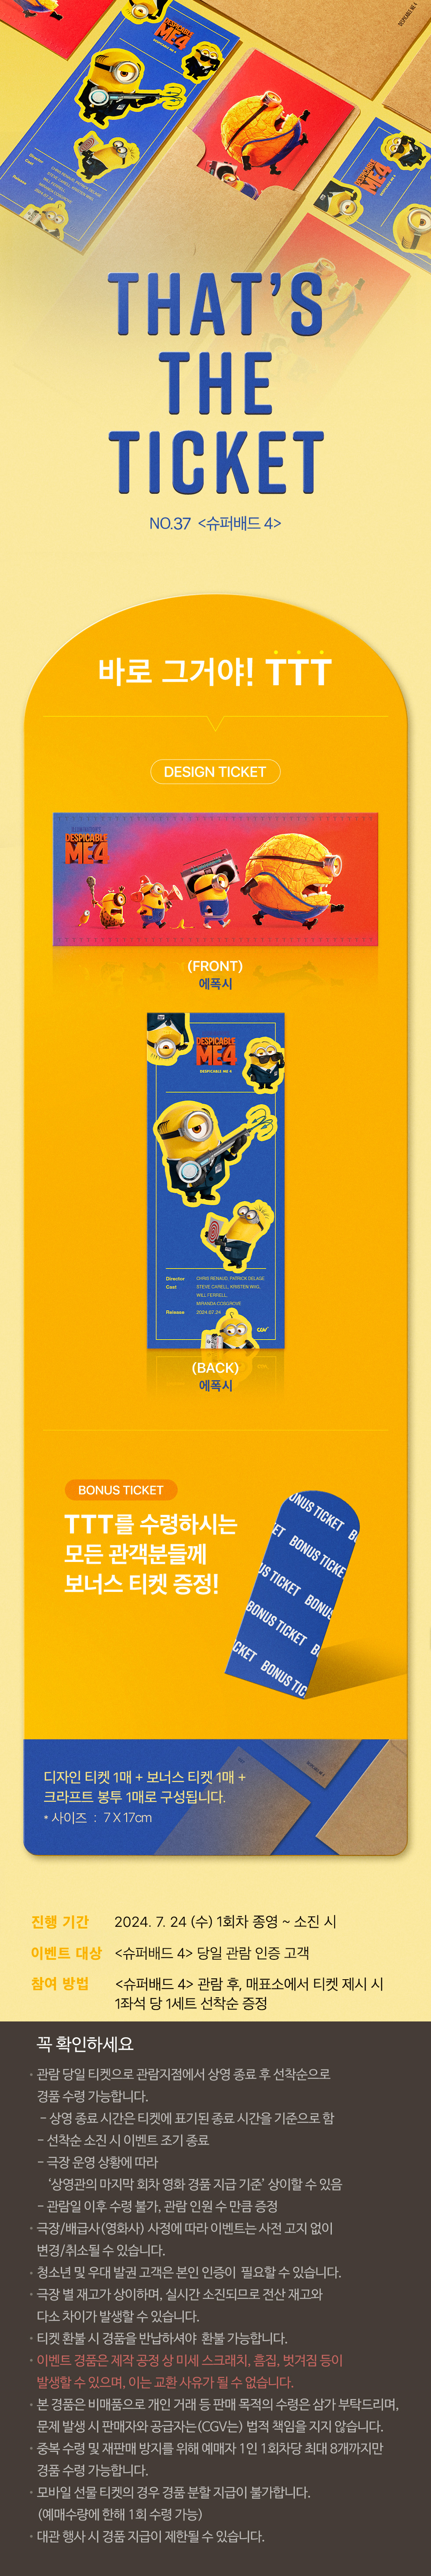 DESPICABLE
ME4
DESPICABLE ME 4
THAT'S
THE
TICKET
NO.37 <슈퍼배드 4>
바로 그거야! TTT
DESIGN TICKET
DESPICABLE
ME4
(FRONT)
에폭시
DESPICABLE
ME4
DESPICABLE ME 4
Director CHRIS RENAUD, PATRICK DELAGE
Cast STEVE CARELL, KRISTEN WIIG,
WILL FERRELL,
MIRANDA COSGROVE
Release 2024.07.24
CGV
(BACK)
에폭시
BONUS TICKET
TTT를 수령하시는
모든 관객분들께
보너스 티켓 증정!
BONUS TICKET
BONUS TICKET
BONUS TICKET
디자인 티켓 1매 + 보너스 티켓 1매 +
크라프트 봉투 1매로 구성됩니다.
* 사이즈 : 7 X 17cm
진행 기간 2024. 7. 24 (수) 1회차 종영 ~ 소진 시
이벤트 대상 <슈퍼배드 4> 당일 관람 인증 고객
참여 방법 <슈퍼배드 4> 관람 후, 매표소에서 티켓 제시 시
1좌석 당 1세트 선착순 증정
꼭 확인하세요
· 관람 당일 티켓으로 관람지점에서 상영 종료 후 선착순으로
경품 수령 가능합니다.
- 상영 종료 시간은 티켓에 표기된 종료 시간을 기준으로 함
- 선착순 소진 시 이벤트 조기 종료
- 극장 운영 상황에 따라
'상영관의 마지막 회차 영화 경품 지급 기준' 상이할 수 있음
- 관람일 이후 수령 불가, 관람 인원 수 만큼 증정
· 극장/배급사(영화사) 사정에 따라 이벤트는 사전 고지 없이
변경/취소될 수 있습니다.
· 청소년 및 우대 발권 고객은 본인 인증이 필요할 수 있습니다.
· 극장 별 재고가 상이하며, 실시간 소진되므로 전산 재고와
다소 차이가 발생할 수 있습니다.
· 티켓 환불 시 경품을 반납하셔야 환불 가능합니다.
· 이벤트 경품은 제작 공정 상 미세 스크래치, 흠집, 벗겨짐 등이
발생할 수 있으며, 이는 교환 사유가 될 수 없습니다.
· 본 경품은 비매품으로 개인 거래 등 판매 목적의 수령은 삼가 부탁드리며,
문제 발생 시 판매자와 공급자는(CGV는) 법적 책임을 지지 않습니다.
· 중복 수령 및 재판매 방지를 위해 예매자 1인 1회차당 최대 8개까지만
경품 수령 가능합니다.
· 모바일 선물 티켓의 경우 경품 분할 지급이 불가합니다.
(예매수량에 한해 1회 수령 가능)
· 대관 행사 시 경품 지급이 제한될 수 있습니다.